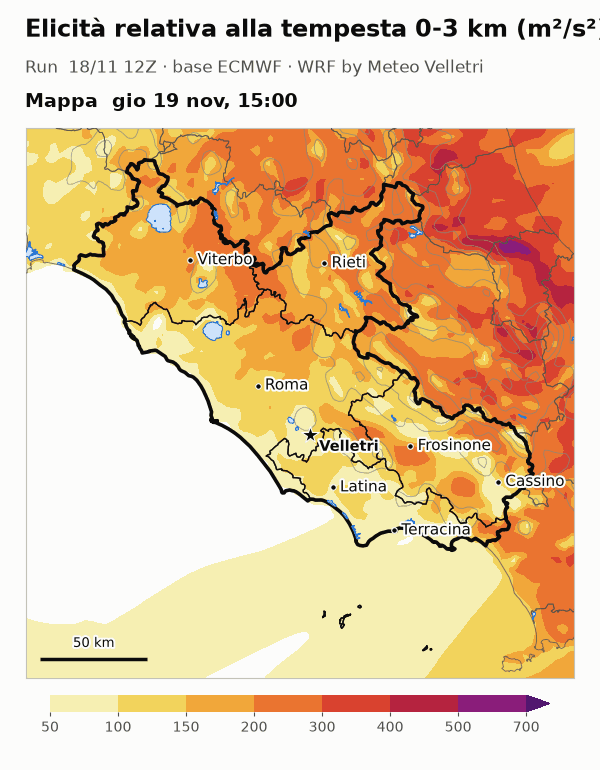 Elicità relativa alla tempesta 0-3 km (m²/s²)
Run 18/11 12Z · base ECMWF · WRF by Meteo Velletri
Mappa gio 19 nov, 15:00
Viterbo
Rieti
Roma
Velletri
Frosinone
Cassino
Latina
Terracina
50 km
50 100 150 200 300 400 500 700